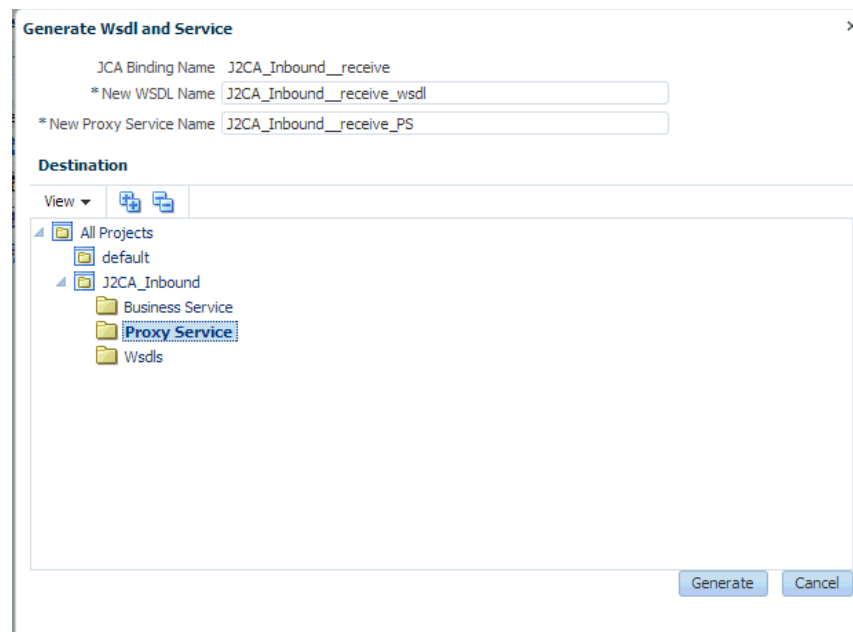 Generate Wsdl and Service
JCA Binding Name J2CA_Inbound__receive
* New WSDL Name J2CA_Inbound__receive_wsdl
* New Proxy Service Name J2CA_Inbound__receive_PS
Destination
View
All Projects
default
J2CA_Inbound
Business Service
Proxy Service
Wsdls
Generate Cancel